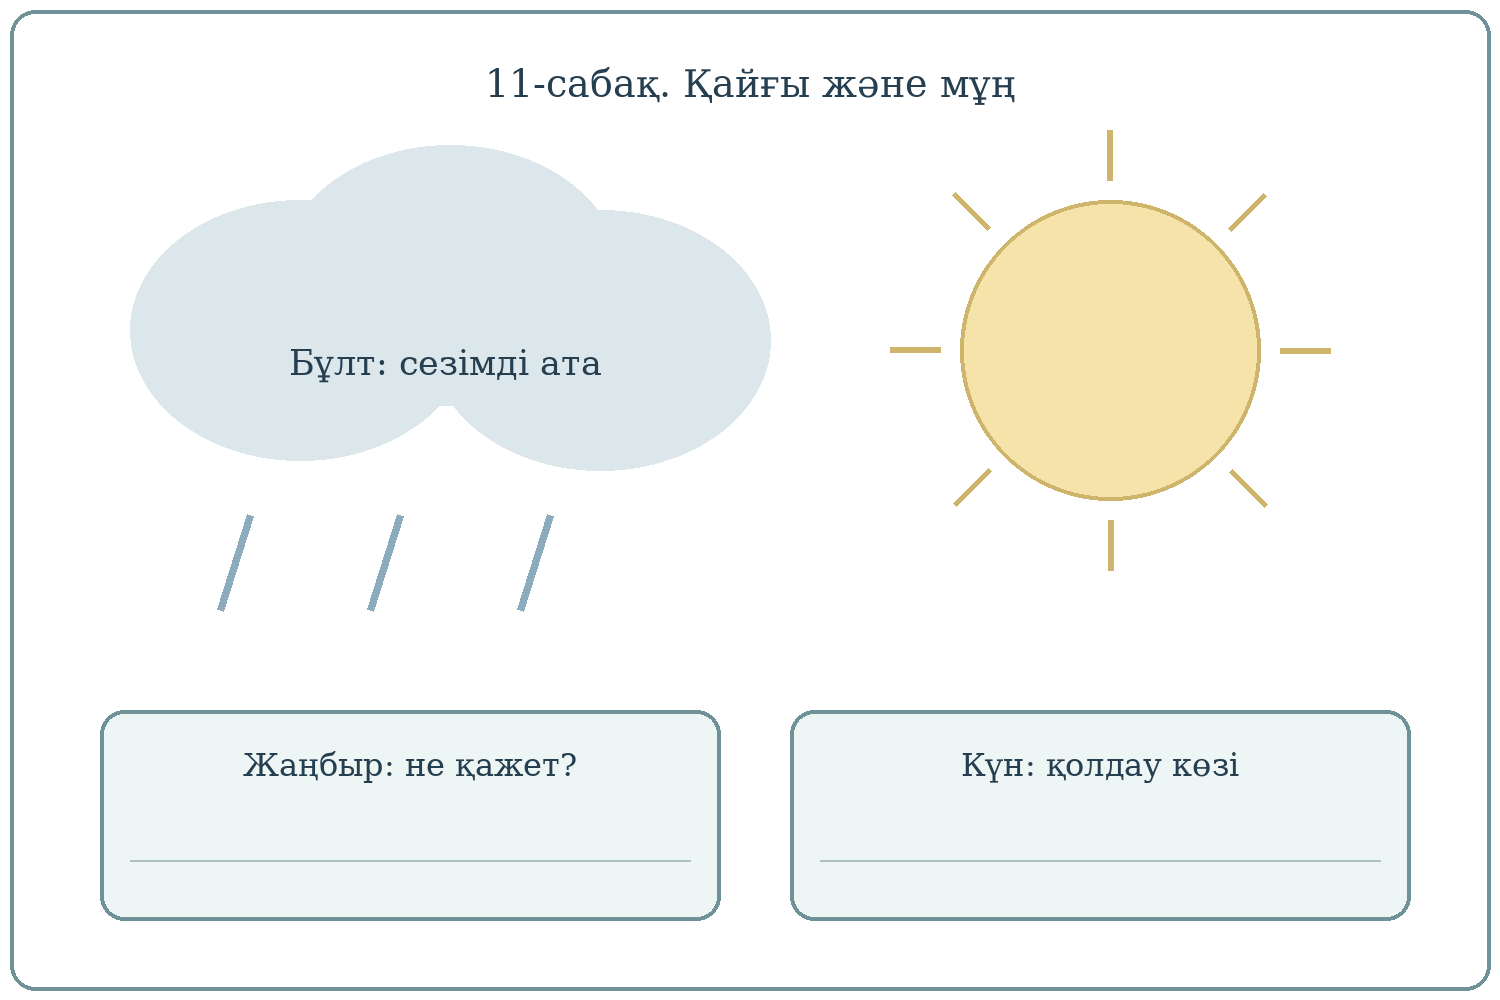 11-сабақ. Қайғы және мұң
Бұлт: сезімді ата
Жаңбыр: не қажет?
Күн: қолдау көзі